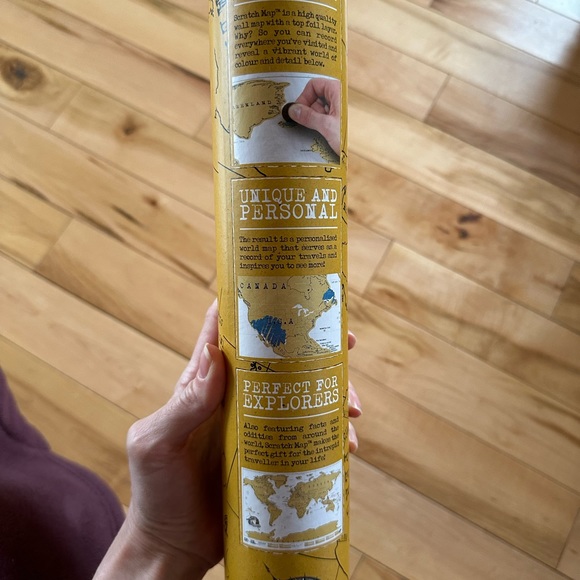 Scratch Map™ is a high quality
wall map with a top foil layer.
Why? So you can record
everywhere you've visited and
reveal a vibrant world of
colour and detail below.
UNIQUE AND
PERSONAL
The result is a personalised
world map that serves as a
record of your travels and
inspires you to see more!
CANADA
PERFECT FOR
EXPLORERS
Also featuring facts and
oddities from around the
world, Scratch Map™ makes the
perfect gift for the intrepid
traveller in your life!